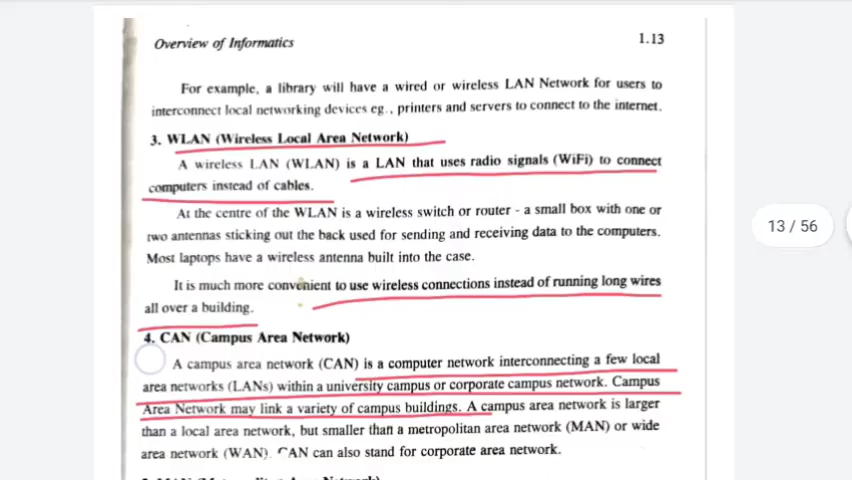 Overview of Informatics
1.13
For example, a library will have a wired or wireless LAN Network for users to
interconnect local networking devices eg., printers and servers to connect to the internet.
3. WLAN (Wireless Local Area Network)
A wireless LAN (WLAN) is a LAN that uses radio signals (WiFi) to connect
computers instead of cables.
At the centre of the WLAN is a wireless switch or router - a small box with one or
two antennas sticking out the back used for sending and receiving data to the computers.
Most laptops have a wireless antenna built into the case.
It is much more convenient to use wireless connections instead of running long wires
all over a building.
4. CAN (Campus Area Network)
A campus area network (CAN) is a computer network interconnecting a few local
area networks (LANs) within a university campus or corporate campus network. Campus
Area Network may link a variety of campus buildings. A campus area network is larger
than a local area network, but smaller than a metropolitan area network (MAN) or wide
area network (WAN). CAN can also stand for corporate area network.
13 / 56